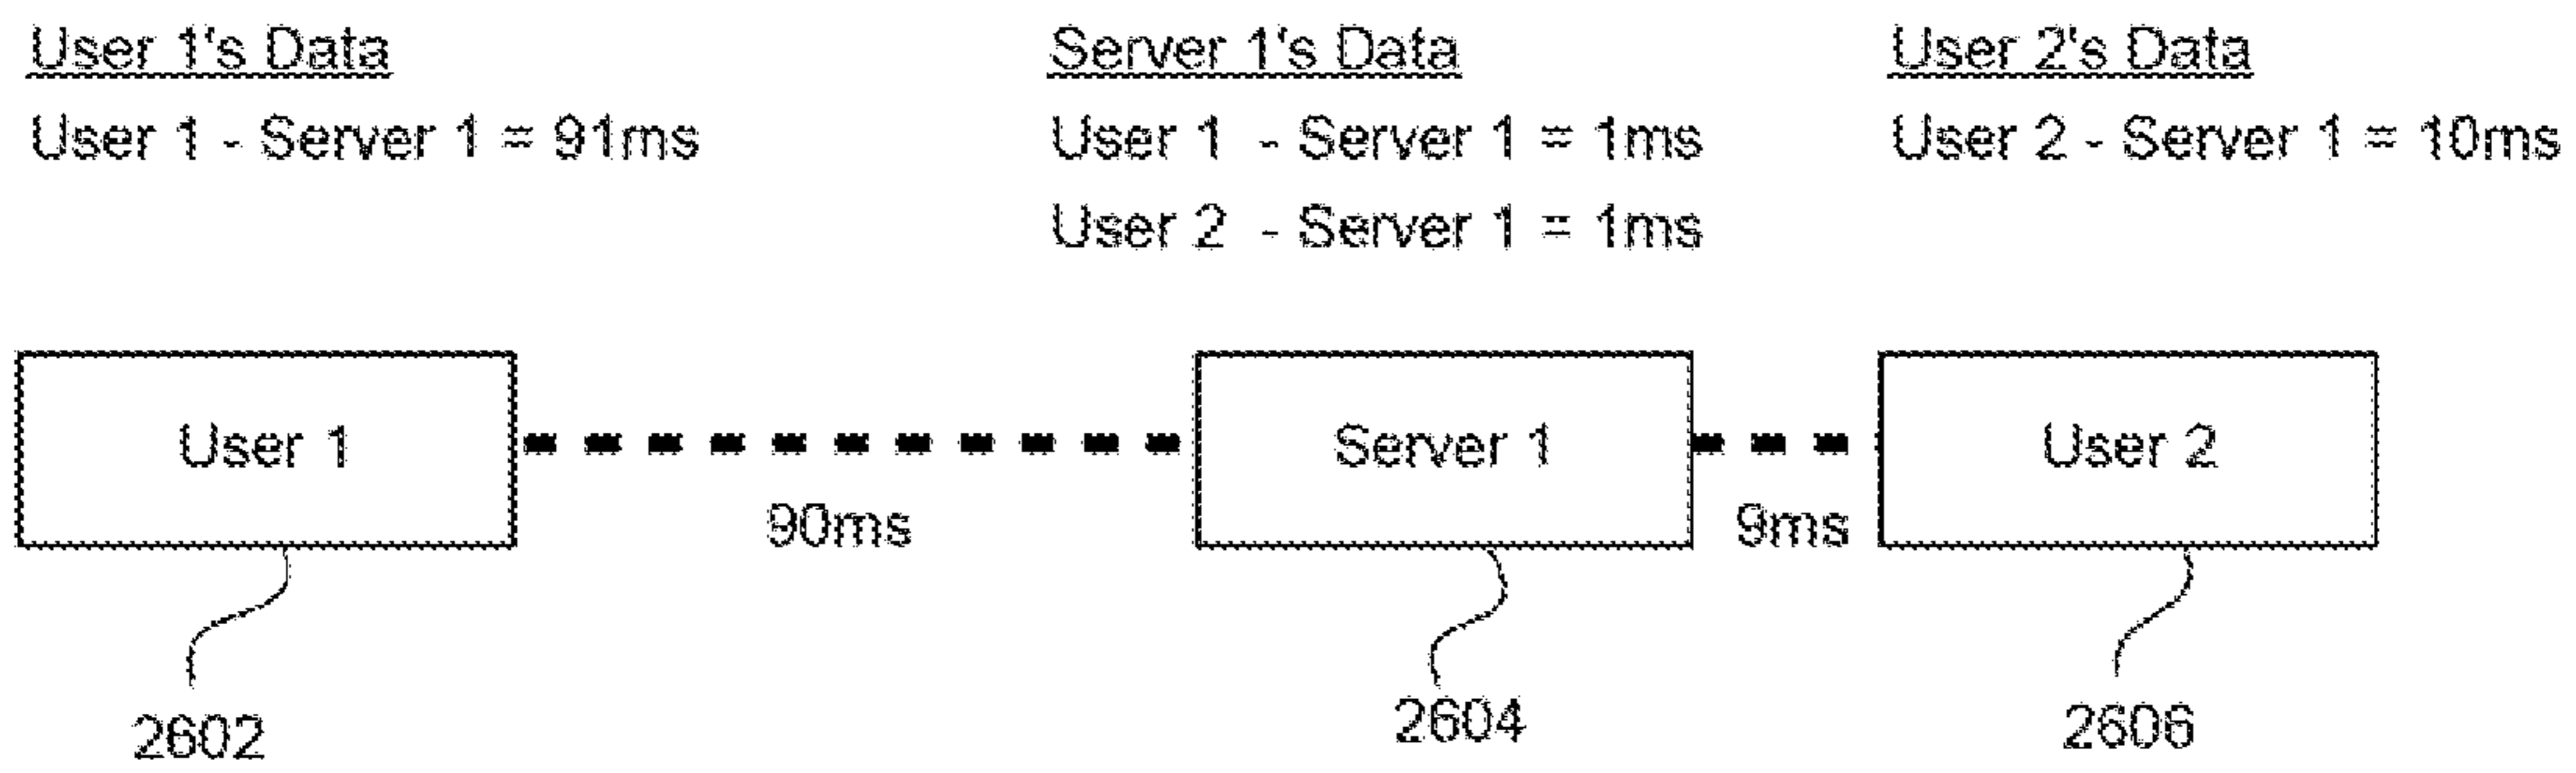 User 1's Data
User 1 - Server 1 = 91ms
Server 1's Data
User 1 - Server 1 = 1ms
User 2 - Server 1 = 1ms
User 2's Data
User 2 - Server 1 = 10ms
User 1
90ms
Server 1
9ms
User 2
2602
2604
2606